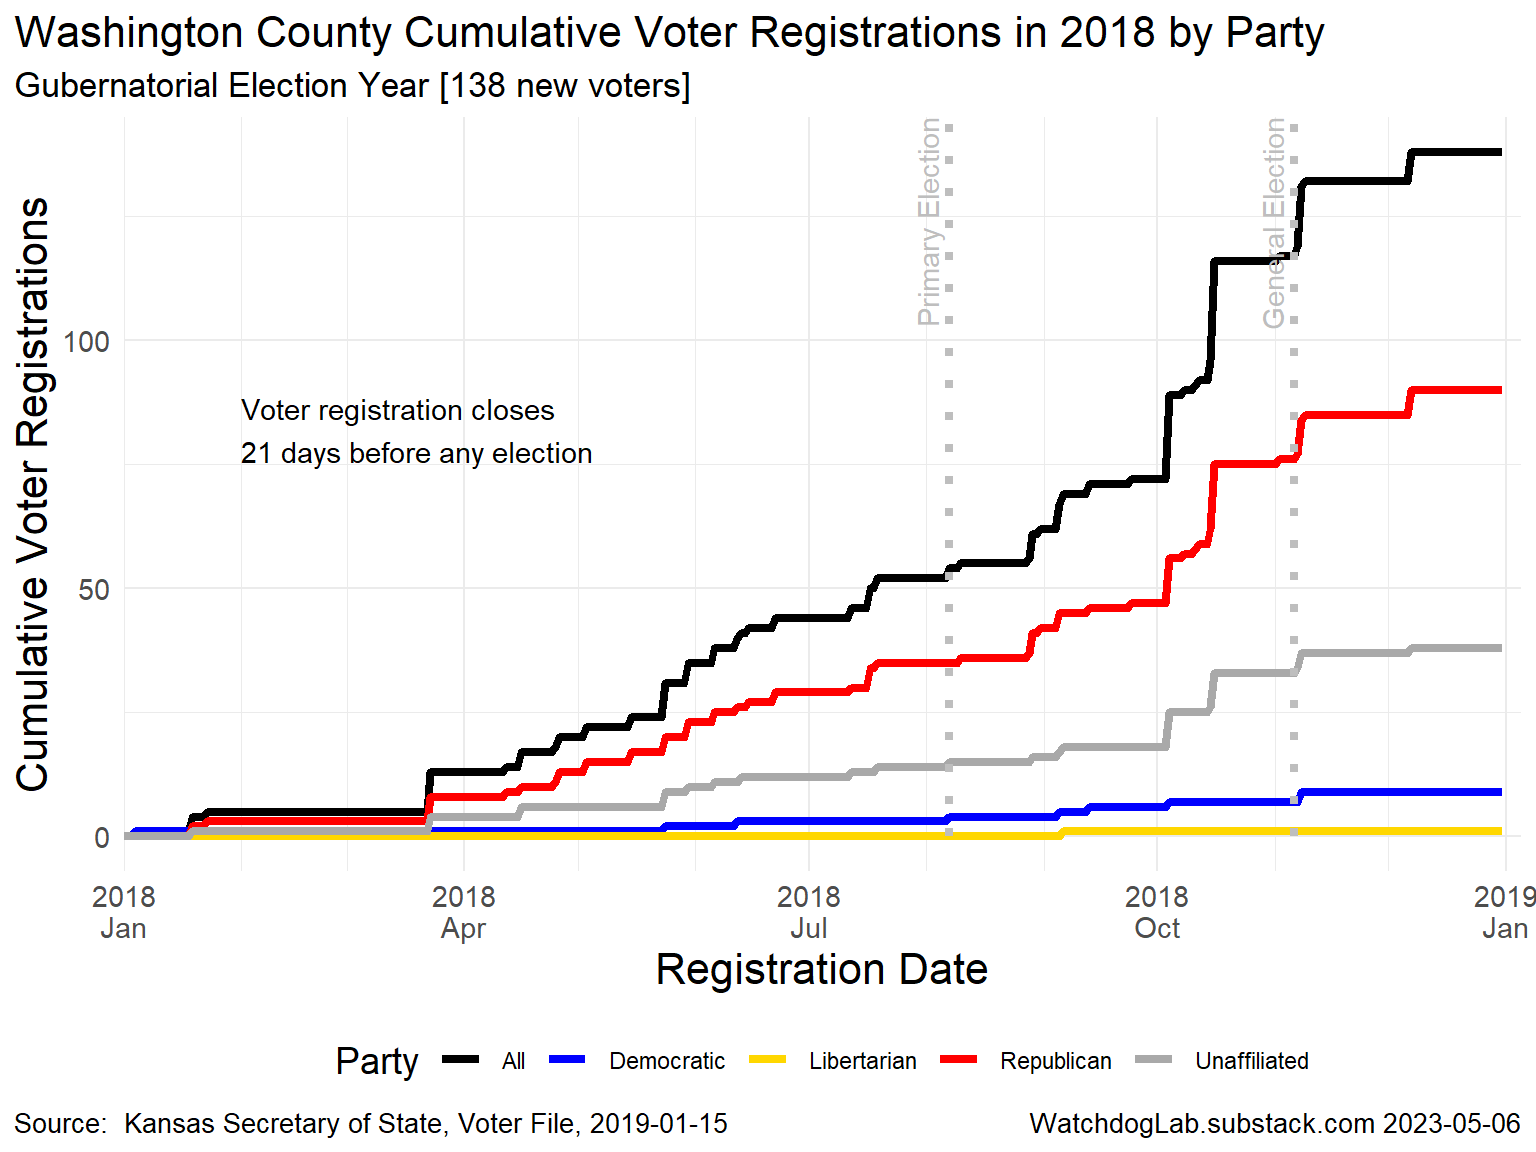 Washington County Cumulative Voter Registrations in 2018 by Party
Gubernatorial Election Year [138 new voters]
Cumulative Voter Registrations
100
50
0
Primary Election
General Election
Voter registration closes
21 days before any election
2018 2018 2018 2018 2019
Jan Apr Jul Oct Jan
Registration Date
Party All Democratic Libertarian Republican Unaffiliated
Source:  Kansas Secretary of State, Voter File, 2019-01-15
WatchdogLab.substack.com 2023-05-06